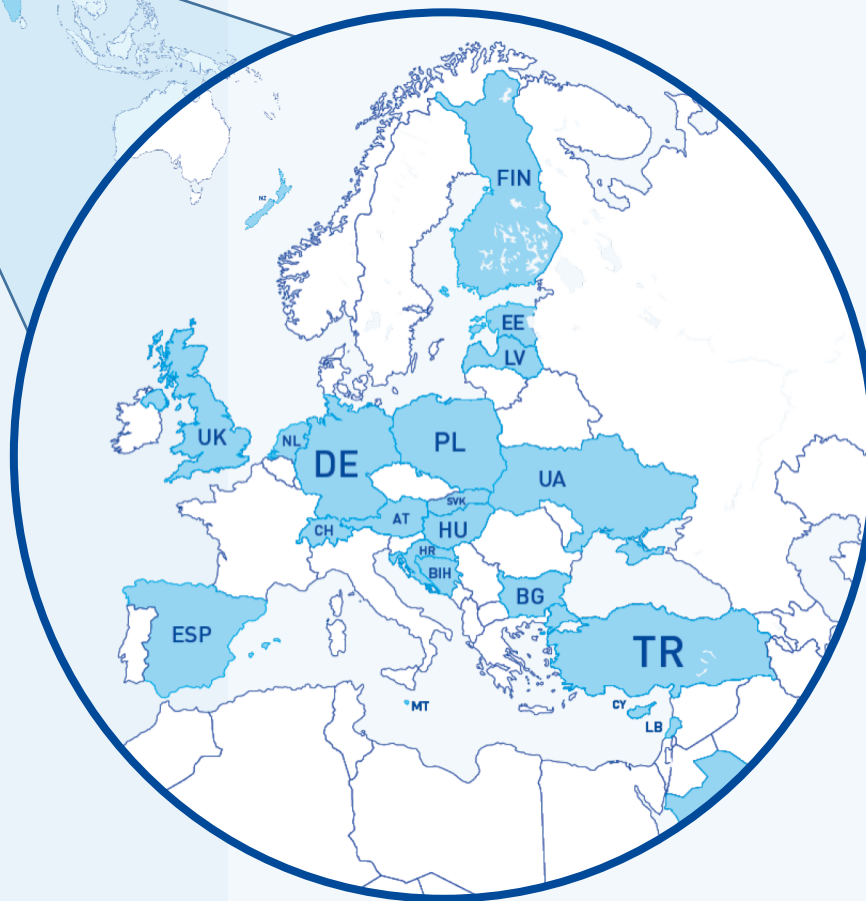 NZ
FIN
EE
LV
UK
NL
DE
PL
UA
SVK
AT
HU
CH
HR
BIH
BG
ESP
TR
MT
CY
LB